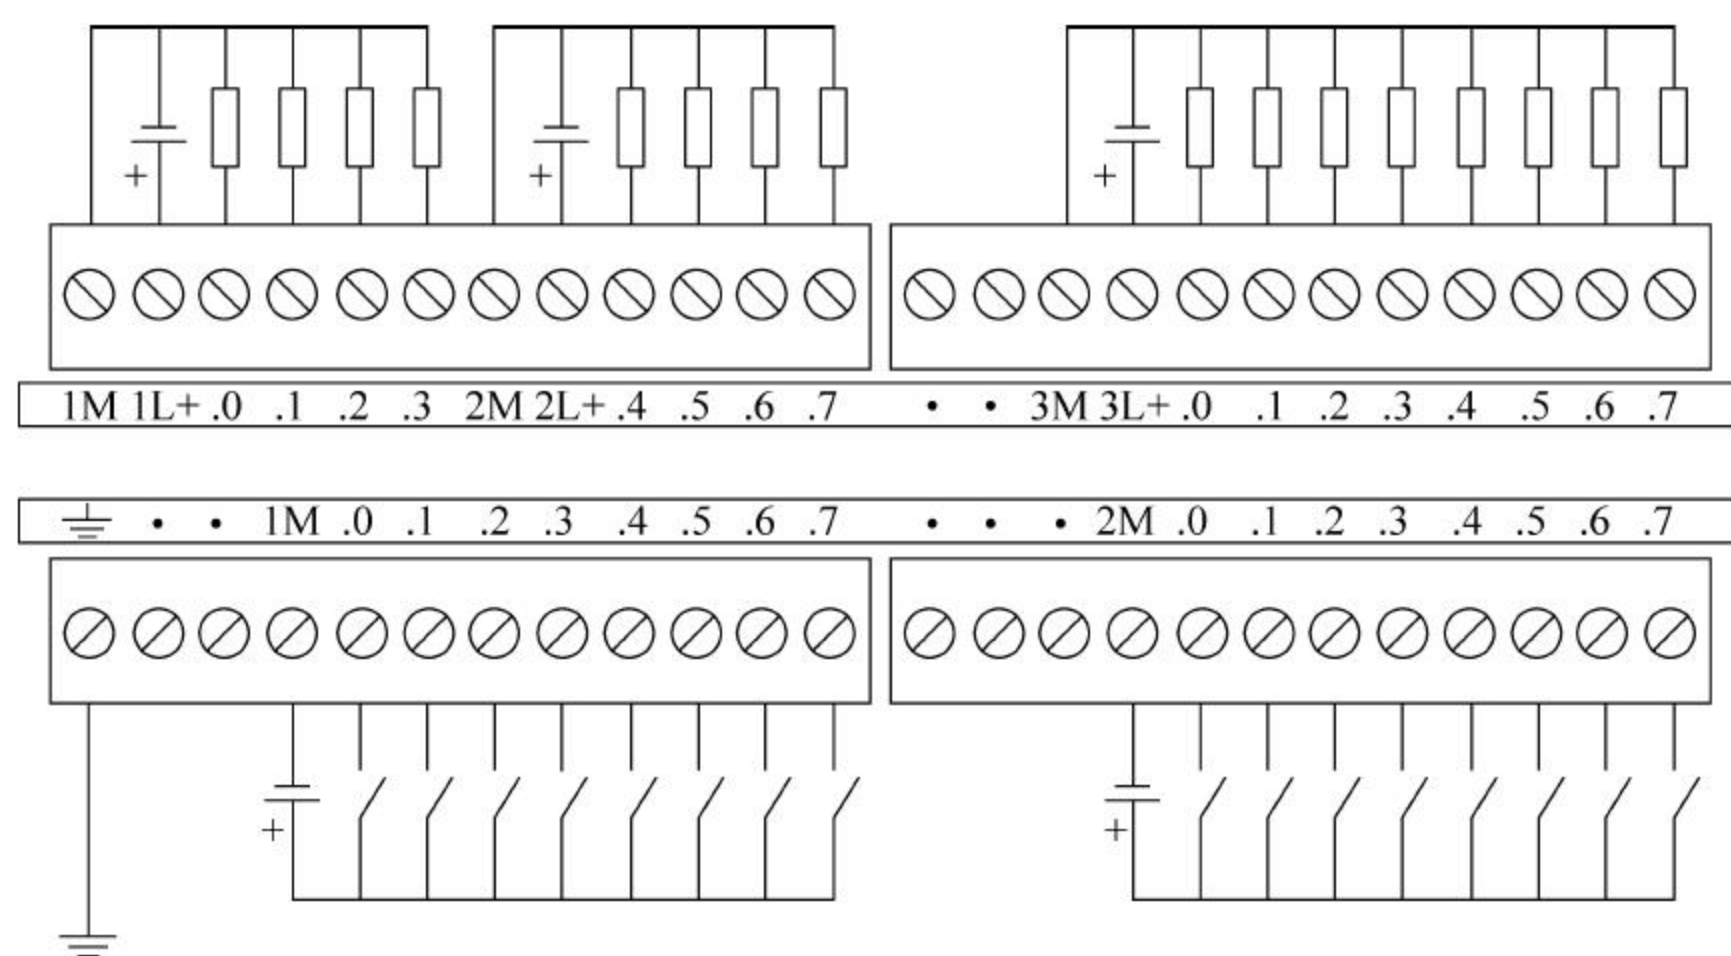 + + +
1M 1L+ .0 .1 .2 .3 2M 2L+ .4 .5 .6 .7 • • 3M 3L+ .0 .1 .2 .3 .4 .5 .6 .7
• • 1M .0 .1 .2 .3 .4 .5 .6 .7 • • • 2M .0 .1 .2 .3 .4 .5 .6 .7
+ +